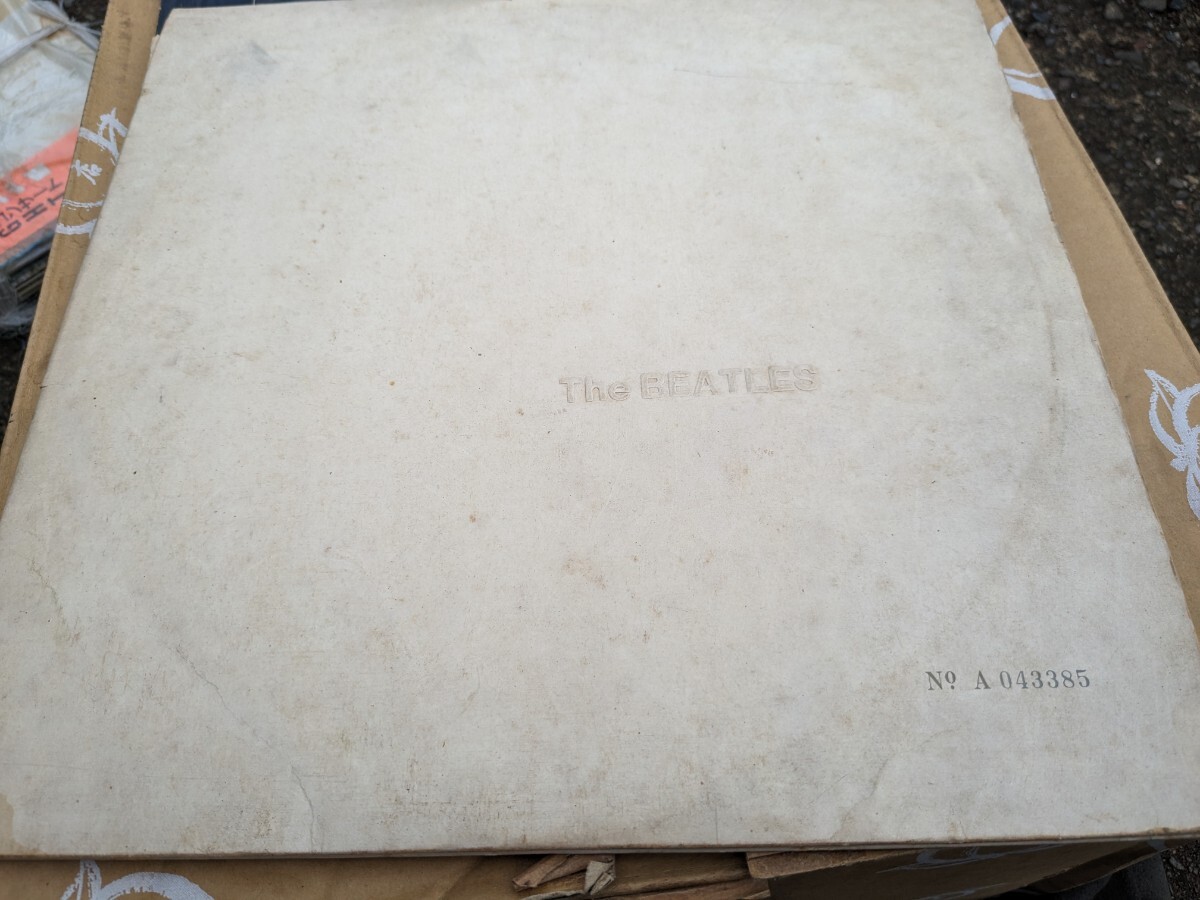 The BEATLES
Nº A 043385